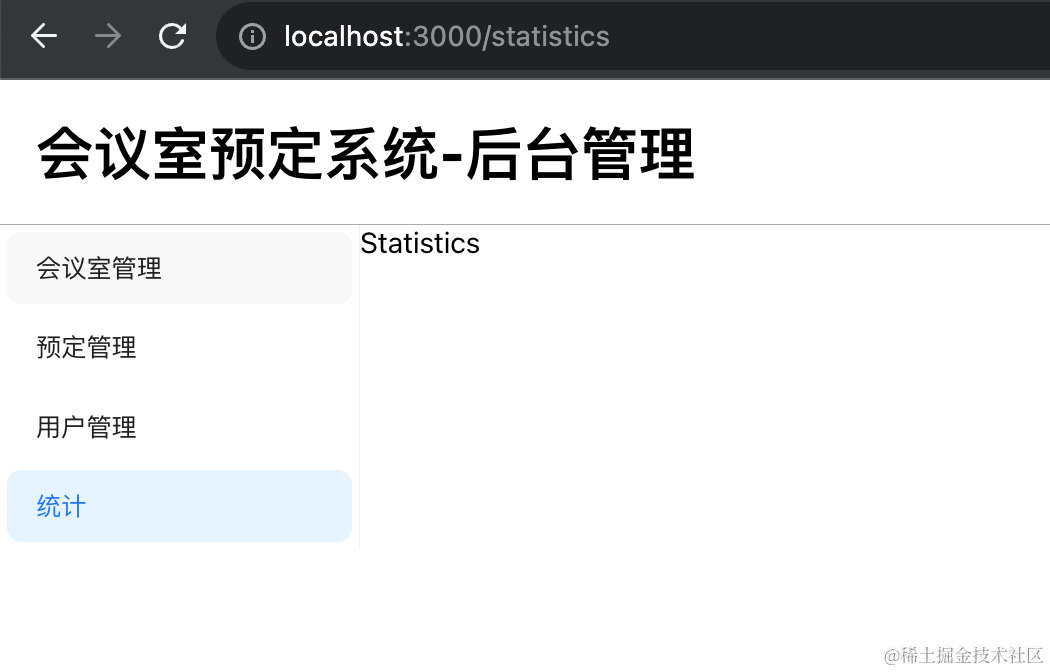 localhost:3000/statistics
会议室预定系统-后台管理
会议室管理
Statistics
预定管理
用户管理
统计
@稀土掘金技术社区